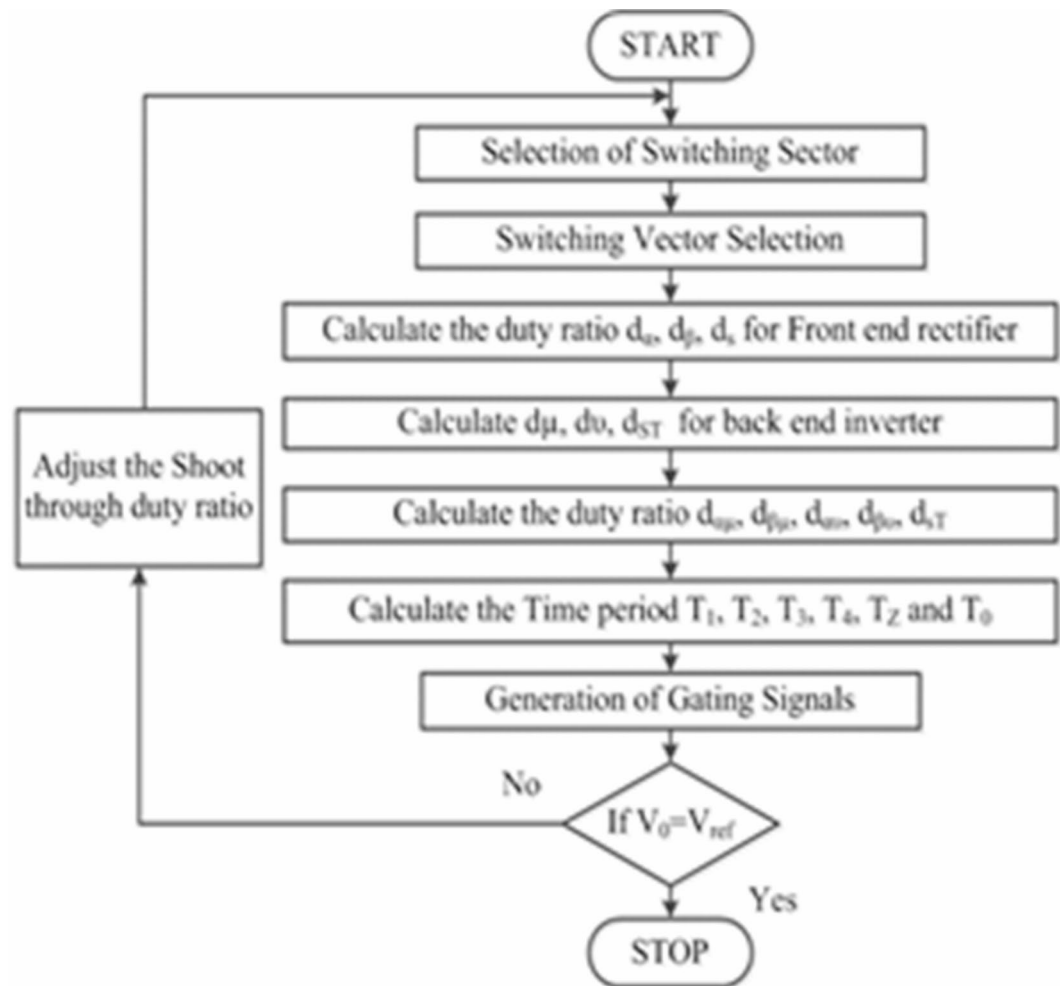 START
Selection of Switching Sector
Switching Vector Selection
Calculate the duty ratio dα, dβ, ds for Front end rectifier
Calculate dμ, dυ, dST for back end inverter
Calculate the duty ratio dαμ, dβμ, dαυ, dβυ, dsT
Calculate the Time period T1, T2, T3, T4, TZ and T0
Generation of Gating Signals
If V0=Vref
No
Yes
STOP
Adjust the Shoot
through duty ratio